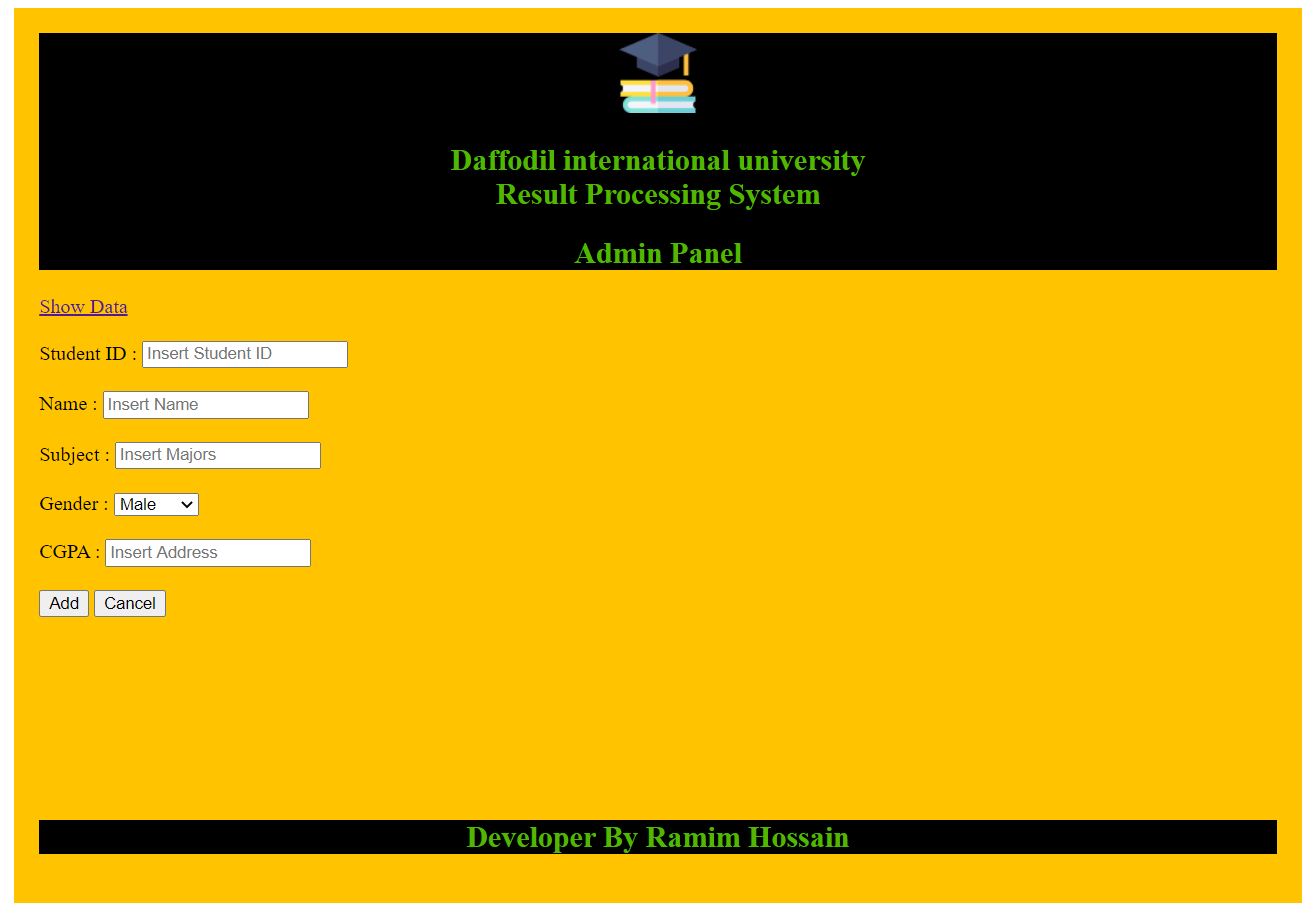 Daffodil international university
Result Processing System
Admin Panel
Show Data
Student ID : Insert Student ID
Name : Insert Name
Subject : Insert Majors
Gender : Male
CGPA : Insert Address
Add Cancel
Developer By Ramim Hossain